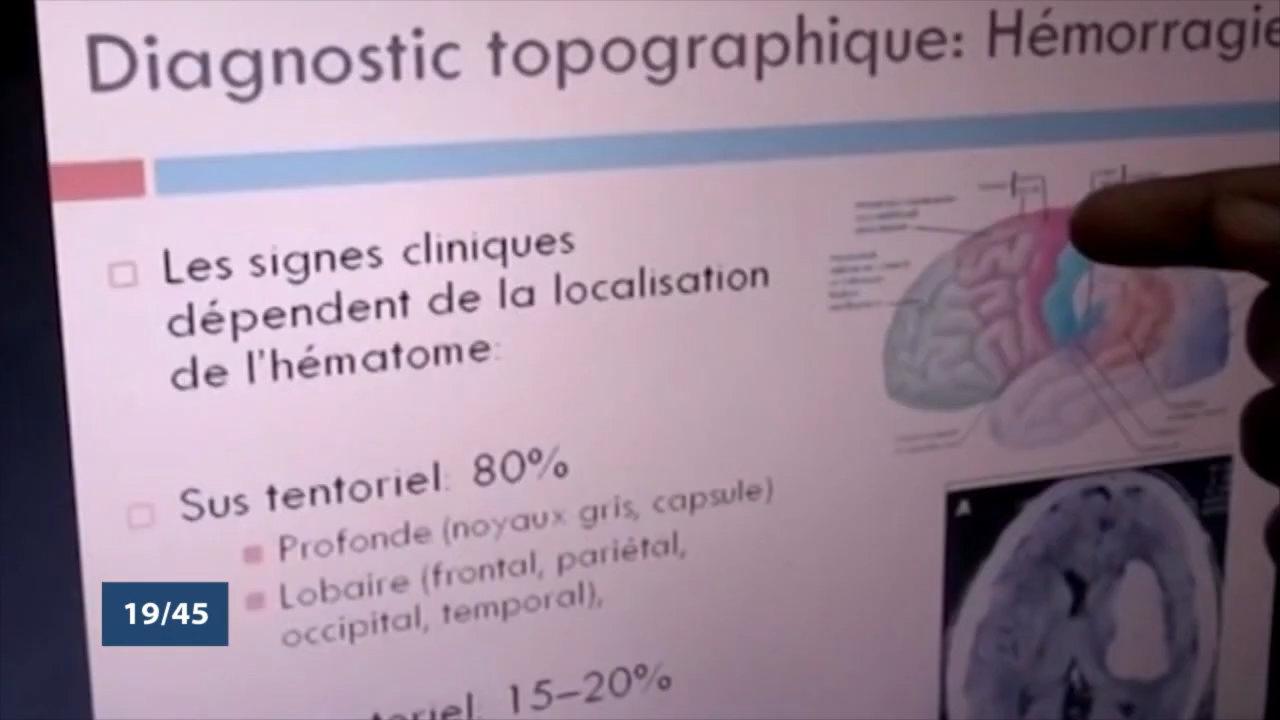 Diagnostic topographique: Hémorragie
Les signes cliniques
dépendent de la localisation
de l'hématome:
Sus tentoriel: 80%
Profonde (noyaux gris, capsule)
Lobaire (frontal, pariétal,
occipital, temporal),
15–20%
19/45
A